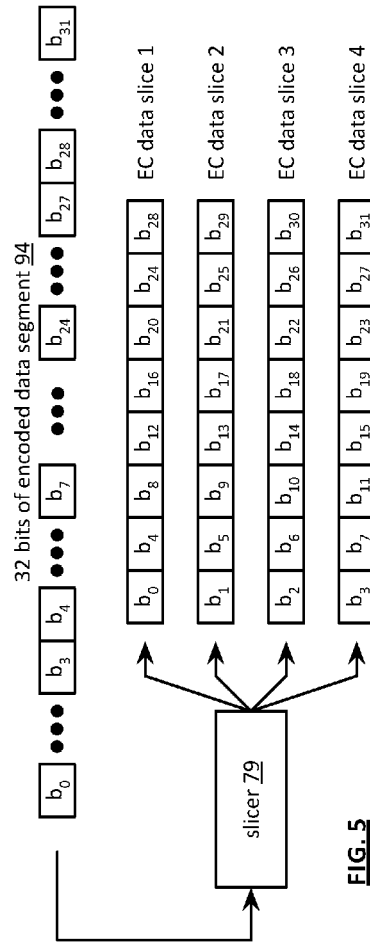 32 bits of encoded data segment 94
b0 ••• b3 b4 ••• b7 ••• b24 ••• b27 b28 ••• b31
slicer 79
b0 b4 b8 b12 b16 b20 b24 b28 EC data slice 1
b1 b5 b9 b13 b17 b21 b25 b29 EC data slice 2
b2 b6 b10 b14 b18 b22 b26 b30 EC data slice 3
b3 b7 b11 b15 b19 b23 b27 b31 EC data slice 4
FIG. 5